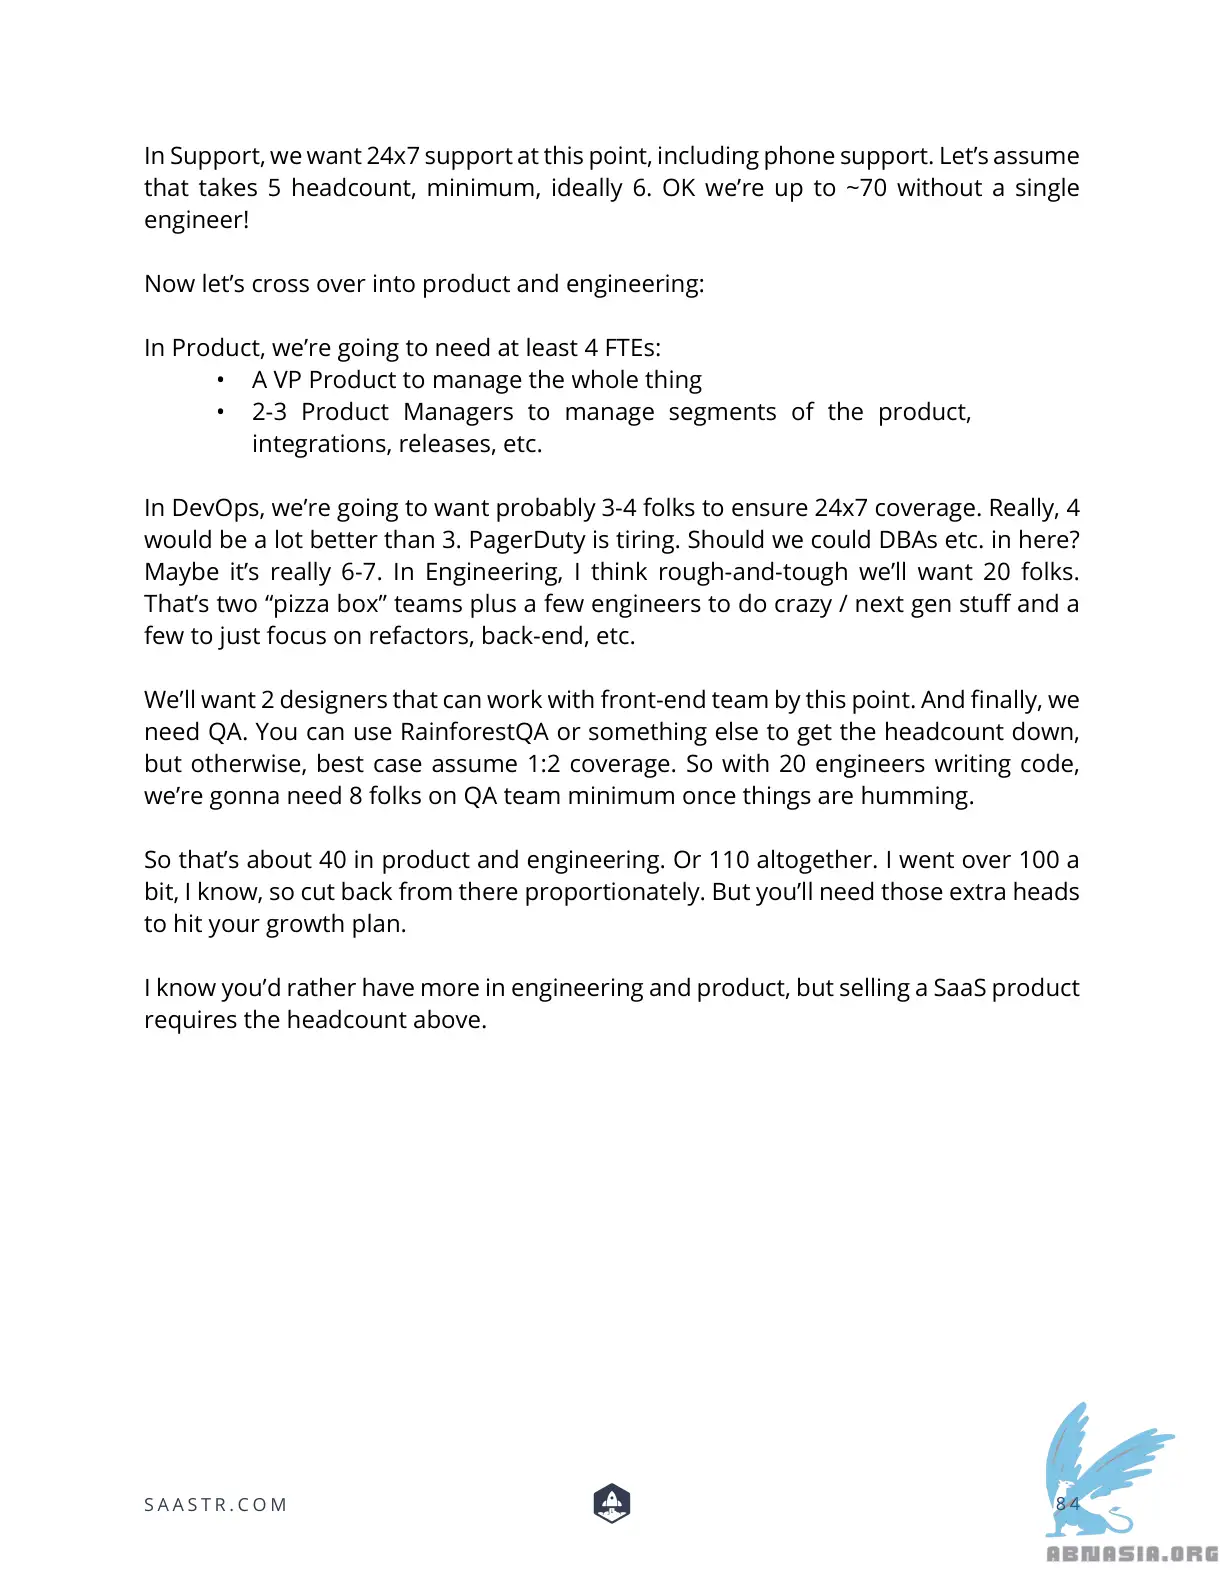 In Support, we want 24x7 support at this point, including phone support. Let’s assume
that takes 5 headcount, minimum, ideally 6. OK we’re up to ~70 without a single
engineer!
Now let’s cross over into product and engineering:
In Product, we’re going to need at least 4 FTEs:
• A VP Product to manage the whole thing
• 2-3 Product Managers to manage segments of the product,
integrations, releases, etc.
In DevOps, we’re going to want probably 3-4 folks to ensure 24x7 coverage. Really, 4
would be a lot better than 3. PagerDuty is tiring. Should we could DBAs etc. in here?
Maybe it’s really 6-7. In Engineering, I think rough-and-tough we’ll want 20 folks.
That’s two “pizza box” teams plus a few engineers to do crazy / next gen stuff and a
few to just focus on refactors, back-end, etc.
We’ll want 2 designers that can work with front-end team by this point. And finally, we
need QA. You can use RainforestQA or something else to get the headcount down,
but otherwise, best case assume 1:2 coverage. So with 20 engineers writing code,
we’re gonna need 8 folks on QA team minimum once things are humming.
So that’s about 40 in product and engineering. Or 110 altogether. I went over 100 a
bit, I know, so cut back from there proportionately. But you’ll need those extra heads
to hit your growth plan.
I know you’d rather have more in engineering and product, but selling a SaaS product
requires the headcount above.
SAASTR.COM
84
ABNASIA.ORG